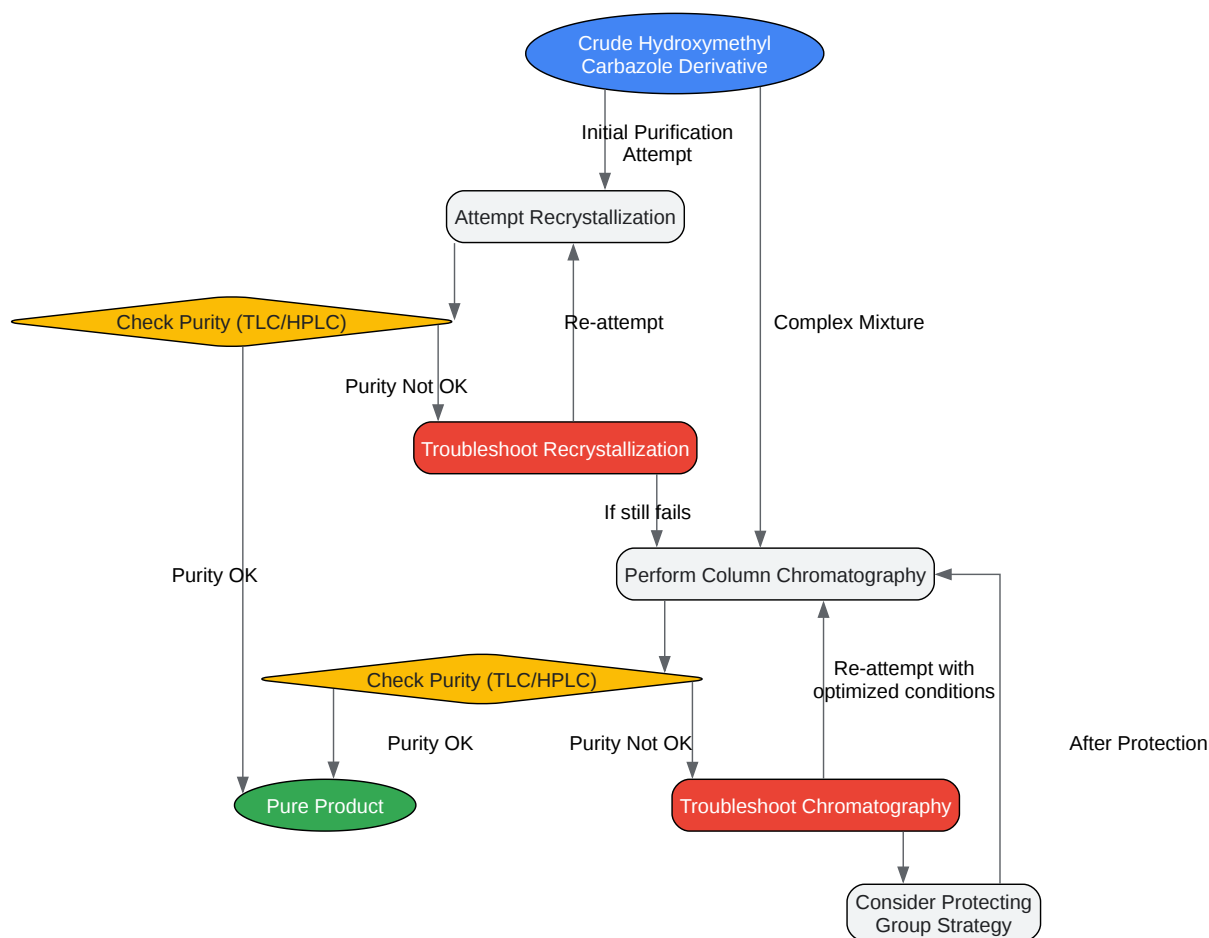 Crude Hydroxymethyl
Carbazole Derivative
Initial Purification
Attempt
Attempt Recrystallization
Check Purity (TLC/HPLC)
Re-attempt
Complex Mixture
Purity Not OK
Troubleshoot Recrystallization
If still fails
Purity OK
Perform Column Chromatography
Check Purity (TLC/HPLC)
Re-attempt with
optimized conditions
Purity OK
Purity Not OK
After Protection
Pure Product
Troubleshoot Chromatography
Consider Protecting
Group Strategy